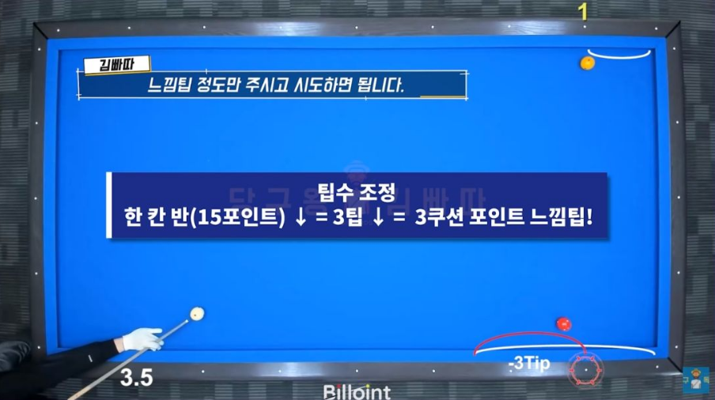 1
김빠따
느낌팁 정도만 주시고 시도하면 됩니다.
팁수 조정
한 칸 반(15포인트) ↓ = 3팁 ↓ = 3쿠션 포인트 느낌팁!
-3Tip
3.5
Billoint